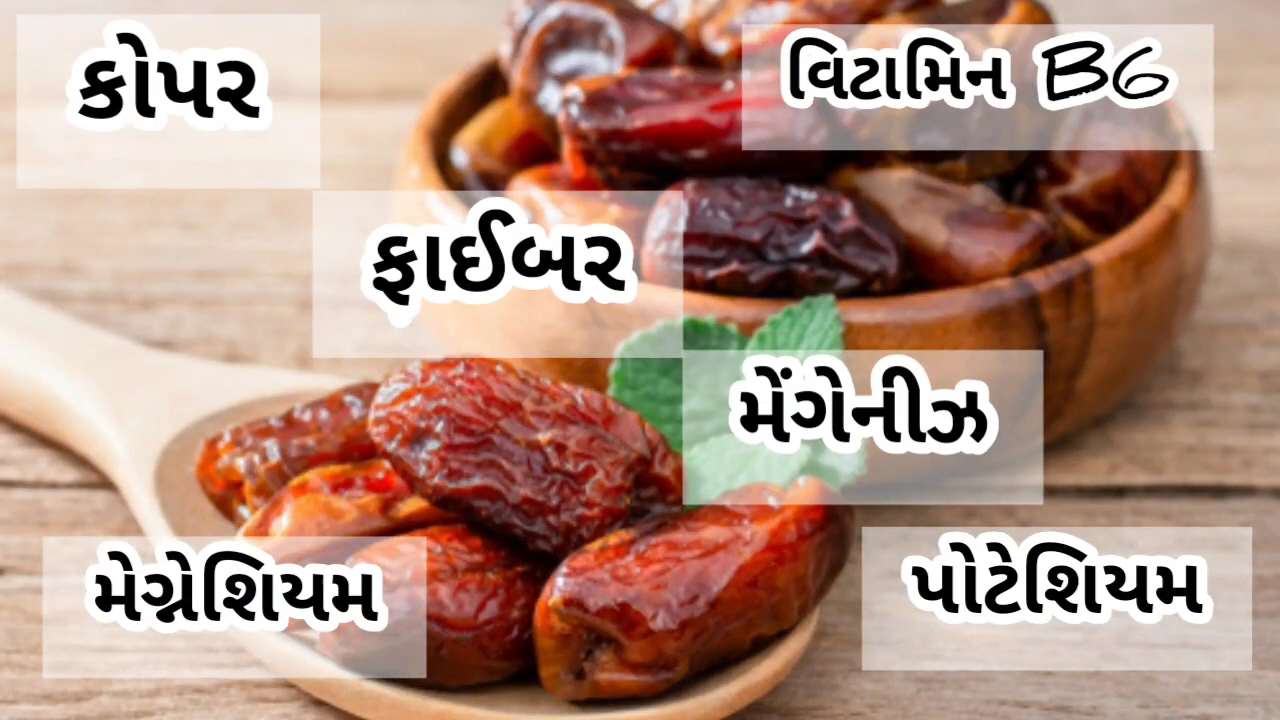 કોપર
વિટામિન B6
ફાઈબર
મેંગેનીઝ
મેગ્નેશિયમ
પોટેશિયમ